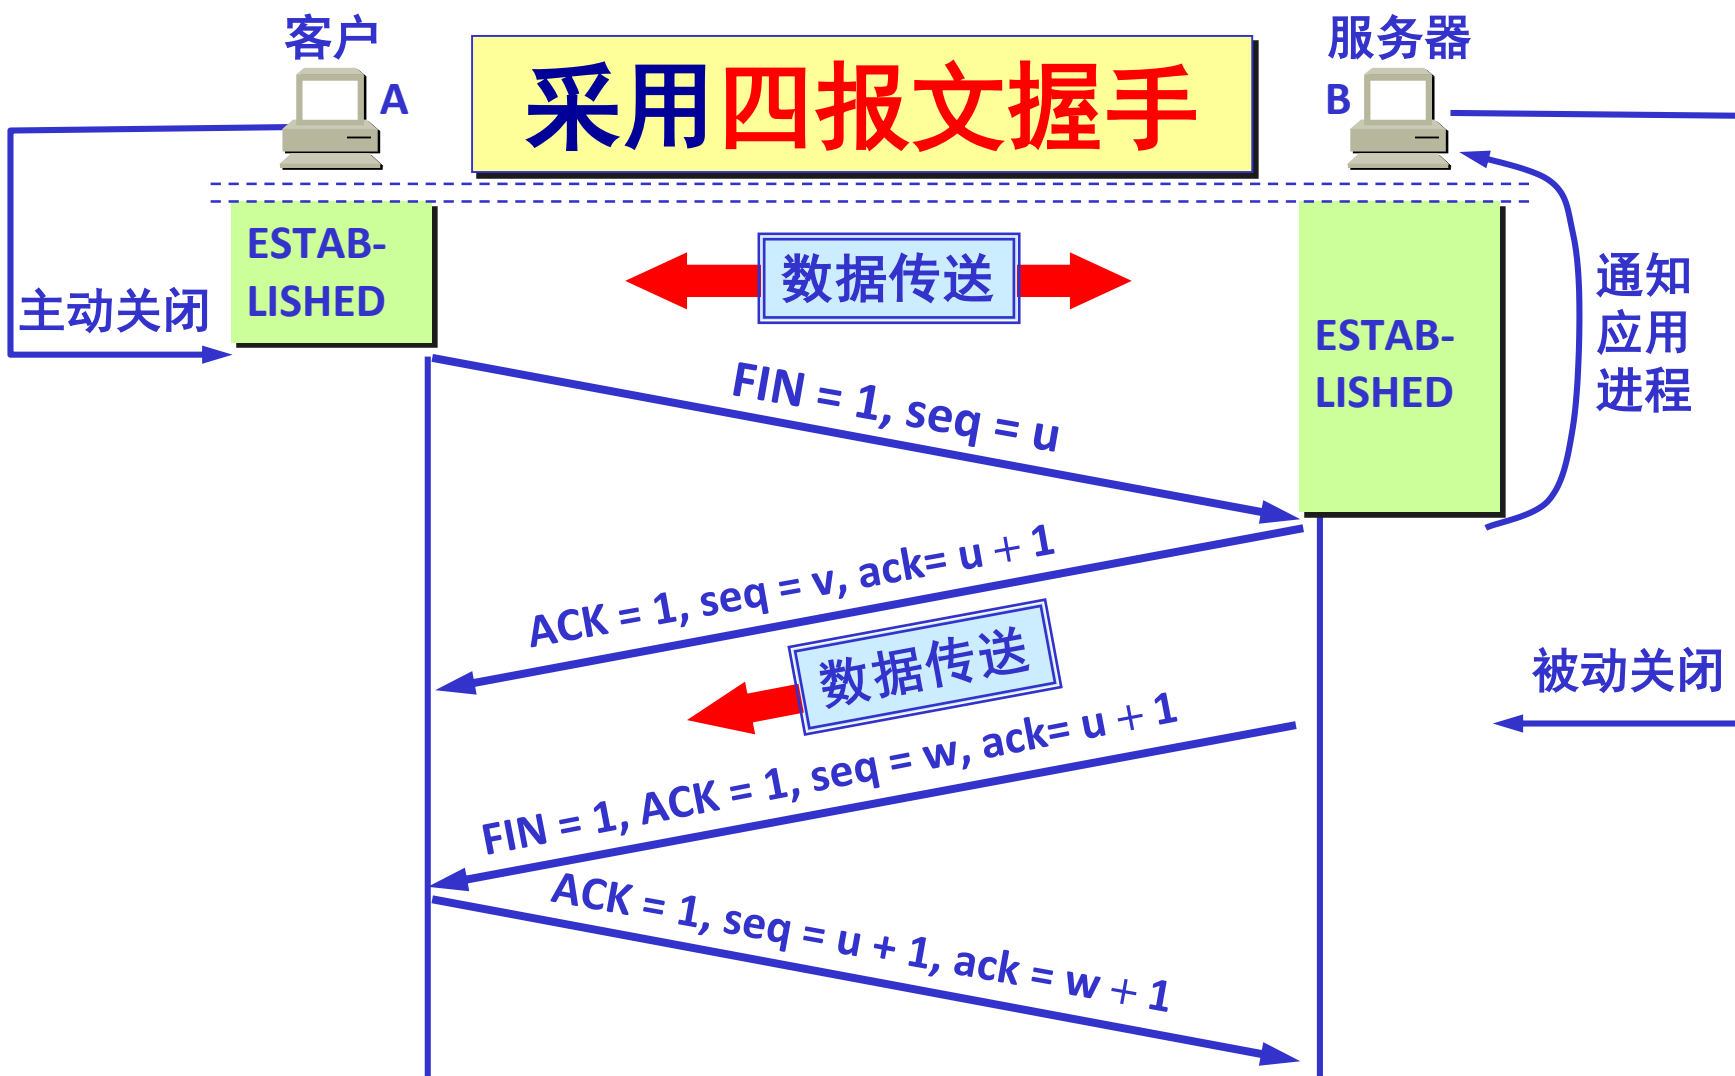 客户
服务器
A
B
采用四报文握手
ESTAB-
LISHED
数据传送
主动关闭
通知
应用
进程
ESTAB-
LISHED
FIN = 1, seq = u
ACK = 1, seq = v, ack= u + 1
数据传送
被动关闭
FIN = 1, ACK = 1, seq = w, ack= u + 1
ACK = 1, seq = u + 1, ack = w + 1